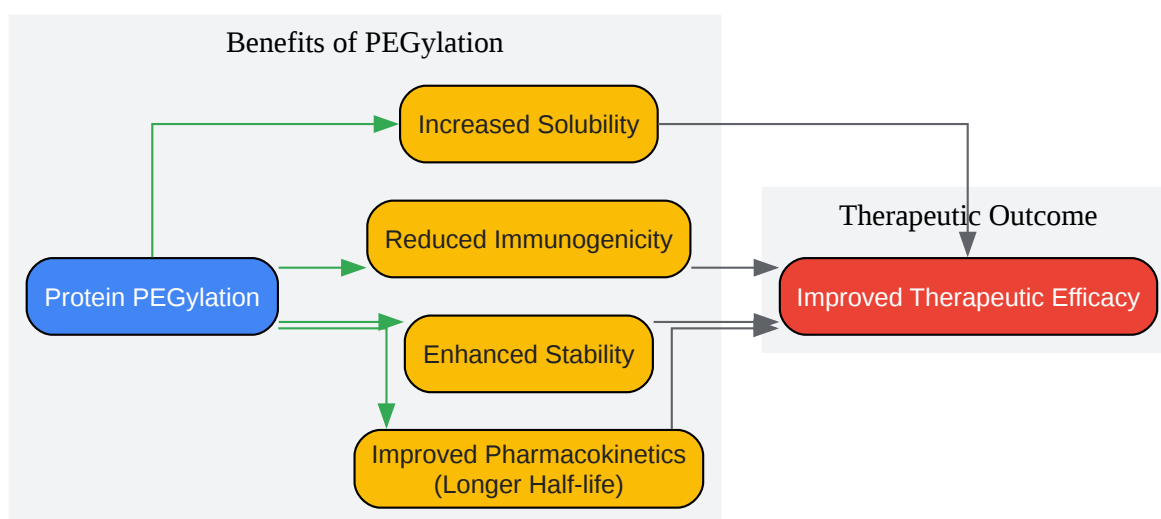 Benefits of PEGylation
Increased Solubility
Therapeutic Outcome
Reduced Immunogenicity
Protein PEGylation
Improved Therapeutic Efficacy
Enhanced Stability
Improved Pharmacokinetics
(Longer Half-life)